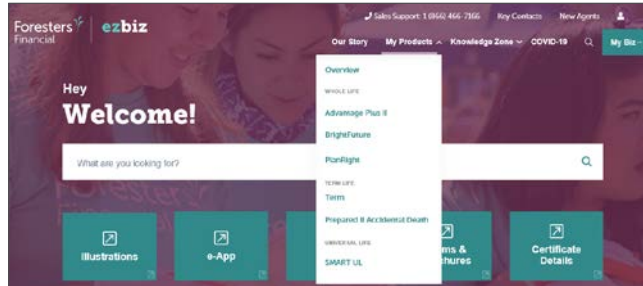 Sales Support: 1 (866) 466-7166 Key Contacts New Agents
Foresters
Financial
ezbiz
Our Story My Products Knowledge Zone COVID-19 My Biz
Overview
WHOLE LIFE
Advantage Plus II
BrightFuture
PlanRight
TERM LIFE
Term
Prepared II Accidental Death
UNIVERSAL LIFE
SMART UL
Hey
Welcome!
What are you looking for?
Illustrations
e-App
ms &
hures
Certificate
Details